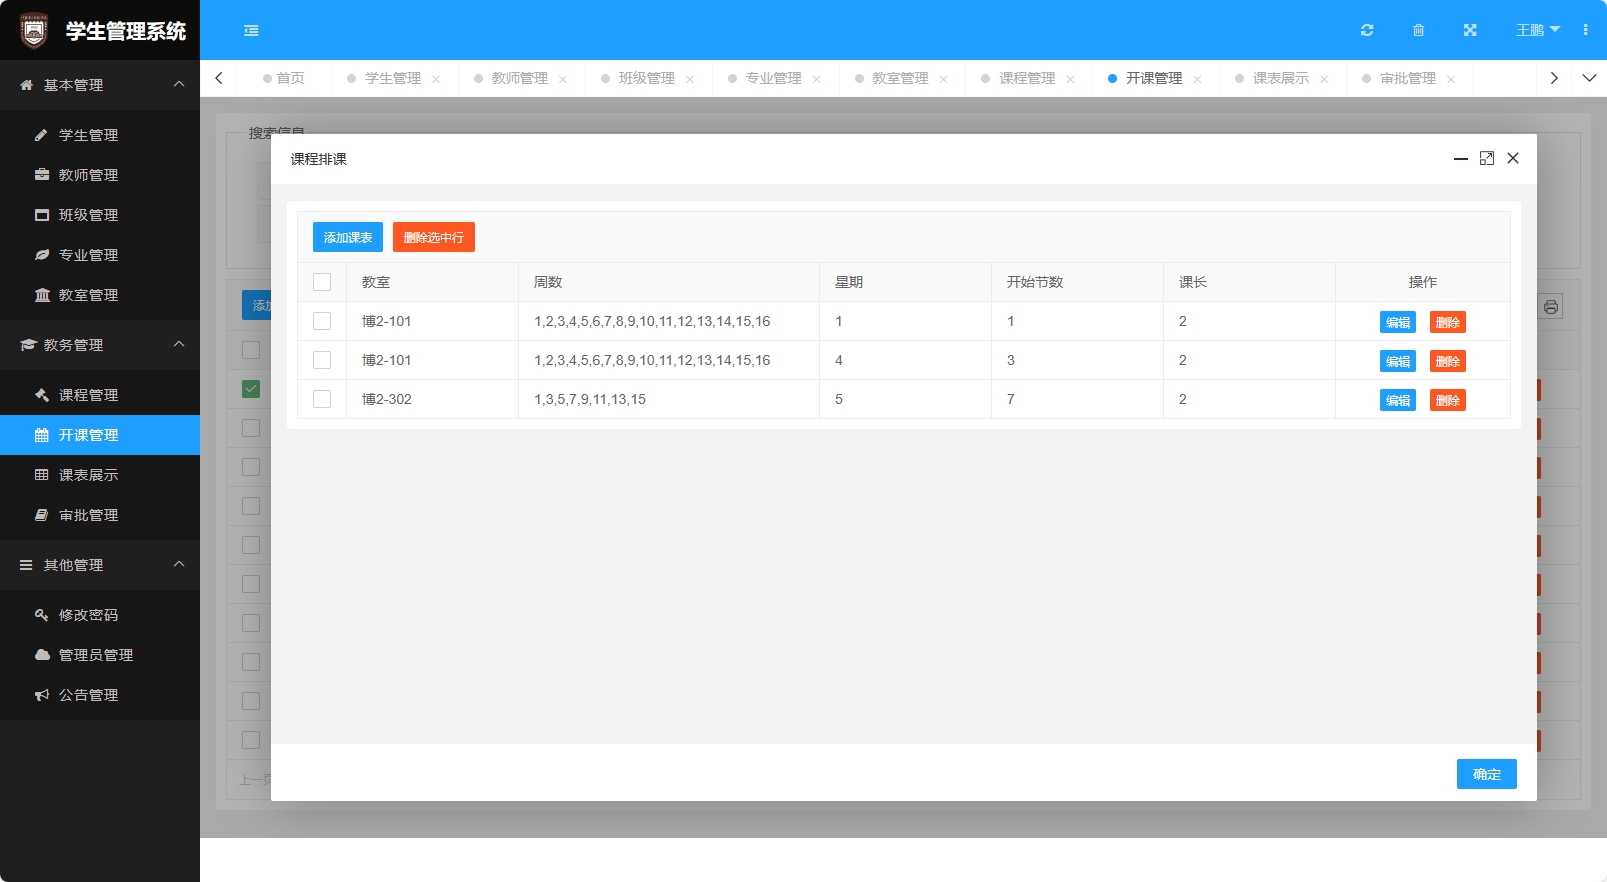 学生管理系统
王鹏
首页 学生管理 教师管理 班级管理 专业管理 教室管理 课程管理 开课管理 课表展示 审批管理
基本管理
学生管理
教师管理
班级管理
专业管理
教室管理
教务管理
课程管理
开课管理
课表展示
审批管理
其他管理
修改密码
管理员管理
公告管理
搜索信息
课程排课
添加课表 删除选中行
教室 周数 星期 开始节数 课长 操作
博2-101 1,2,3,4,5,6,7,8,9,10,11,12,13,14,15,16 1 1 2 编辑 删除
博2-101 1,2,3,4,5,6,7,8,9,10,11,12,13,14,15,16 4 3 2 编辑 删除
博2-302 1,3,5,7,9,11,13,15 5 7 2 编辑 删除
添加
上一页
确定